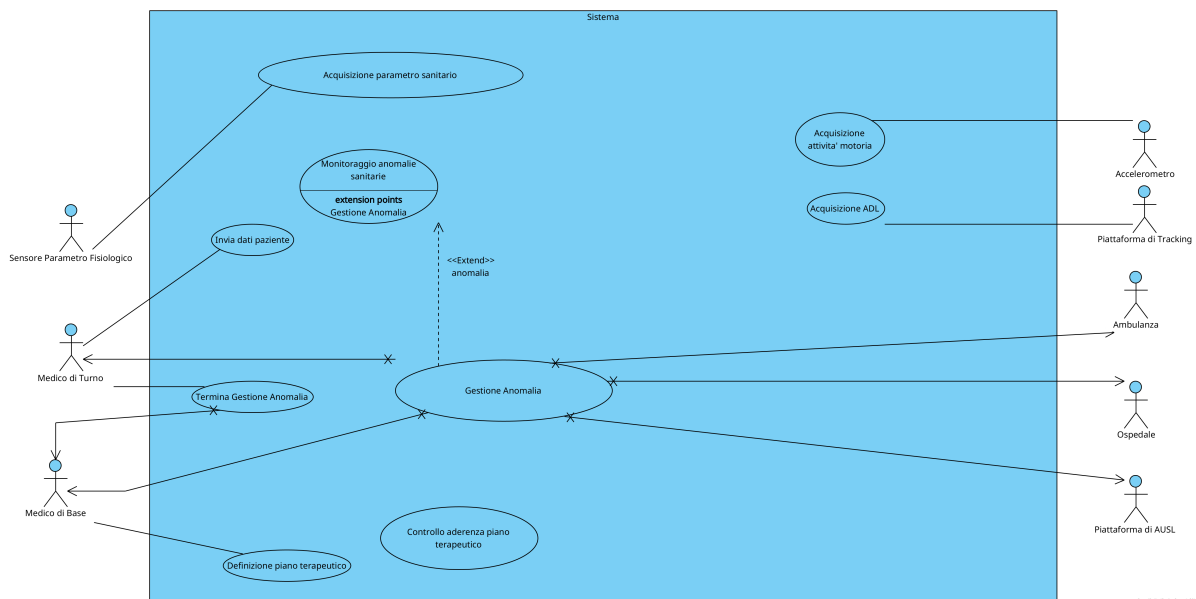 Sistema
Acquisizione parametro sanitario
Acquisizione
attivita' motoria
Accelerometro
Monitoraggio anomalie
sanitarie
extension points
Gestione Anomalia
Acquisizione ADL
Piattaforma di Tracking
Sensore Parametro Fisiologico
Invia dati paziente
<<Extend>>
anomalia
Ambulanza
Medico di Turno
Termina Gestione Anomalia
Gestione Anomalia
Ospedale
Medico di Base
Piattaforma di AUSL
Controllo aderenza piano
terapeutico
Definizione piano terapeutico